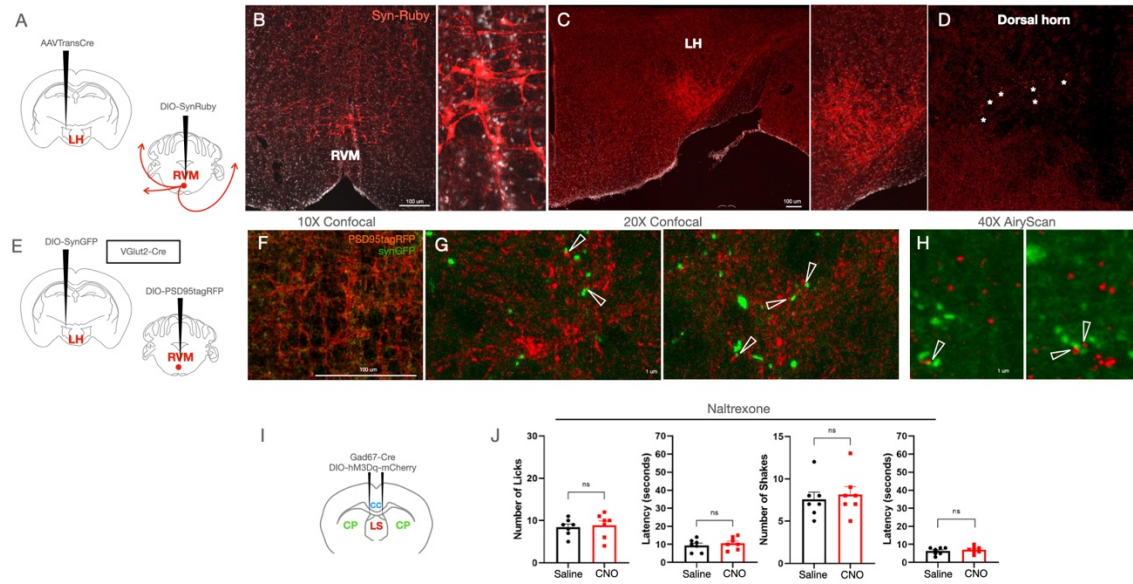 A
AAVTransCre
LH
DIO-SynRuby
RVM
B
Syn-Ruby
RVM
100 um
C
LH
100 um
D
Dorsal horn
* * * * * * *
E
DIO-SynGFP
VGlut2-Cre
LH
DIO-PSD95tagRFP
RVM
10X Confocal
20X Confocal
40X AiryScan
F
PSD95tagRFP
synGFP
100 um
G
1 um
H
1 um
I
Gad67-Cre
DIO-hM3Dq-mCherry
CC
CP
LS
CP
J
Naltrexone
Number of Licks
30
20
10
0
ns
Saline
CNO
Latency (seconds)
70
60
50
40
30
20
10
0
ns
Saline
CNO
Number of Shakes
15
10
5
0
ns
Saline
CNO
Latency (seconds)
70
60
50
40
30
20
10
0
ns
Saline
CNO